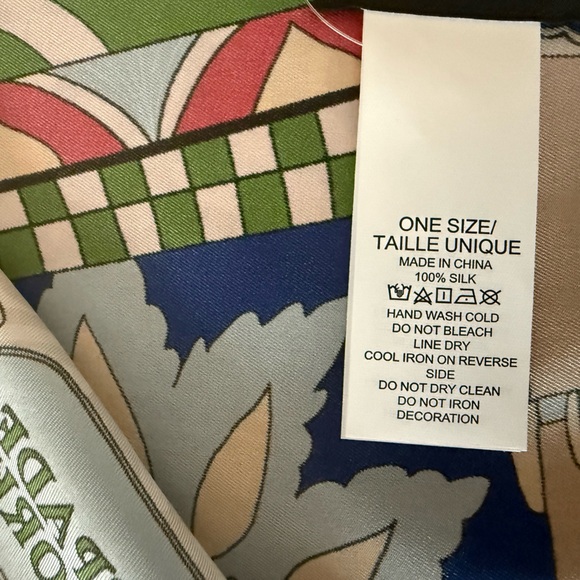 ONE SIZE/
TAILLE UNIQUE
MADE IN CHINA
100% SILK
HAND WASH COLD
DO NOT BLEACH
LINE DRY
COOL IRON ON REVERSE
SIDE
DO NOT DRY CLEAN
DO NOT IRON
DECORATION